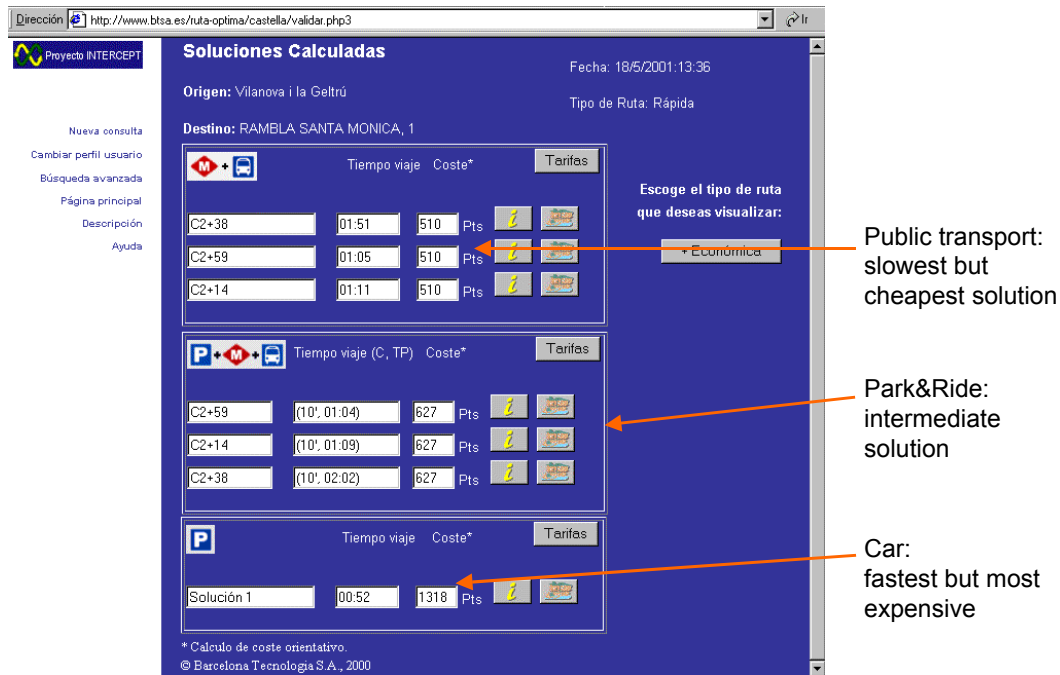 Dirección http://www.btsa.es/ruta-optima/castella/validar.php3 Ir
Proyecto INTERCEPT
Nueva consulta
Cambiar perfil usuario
Búsqueda avanzada
Página principal
Descripción
Ayuda
Soluciones Calculadas
Fecha: 18/5/2001:13:36
Origen: Vilanova i la Geltrú
Tipo de Ruta: Rápida
Destino: RAMBLA SANTA MONICA, 1
M + Tiempo viaje Coste* Tarifas
C2+38 01:51 510 Pts i
C2+59 01:05 510 Pts i
C2+14 01:11 510 Pts i
Escoge el tipo de ruta
que deseas visualizar:
+ Económica
P + M + Tiempo viaje (C, TP) Coste* Tarifas
C2+59 (10', 01:04) 627 Pts i
C2+14 (10', 01:09) 627 Pts i
C2+38 (10', 02:02) 627 Pts i
P Tiempo viaje Coste* Tarifas
Solución 1 00:52 1318 Pts i
* Calculo de coste orientativo.
© Barcelona Tecnologia S.A., 2000
Public transport:
slowest but
cheapest solution
Park&Ride:
intermediate
solution
Car:
fastest but most
expensive